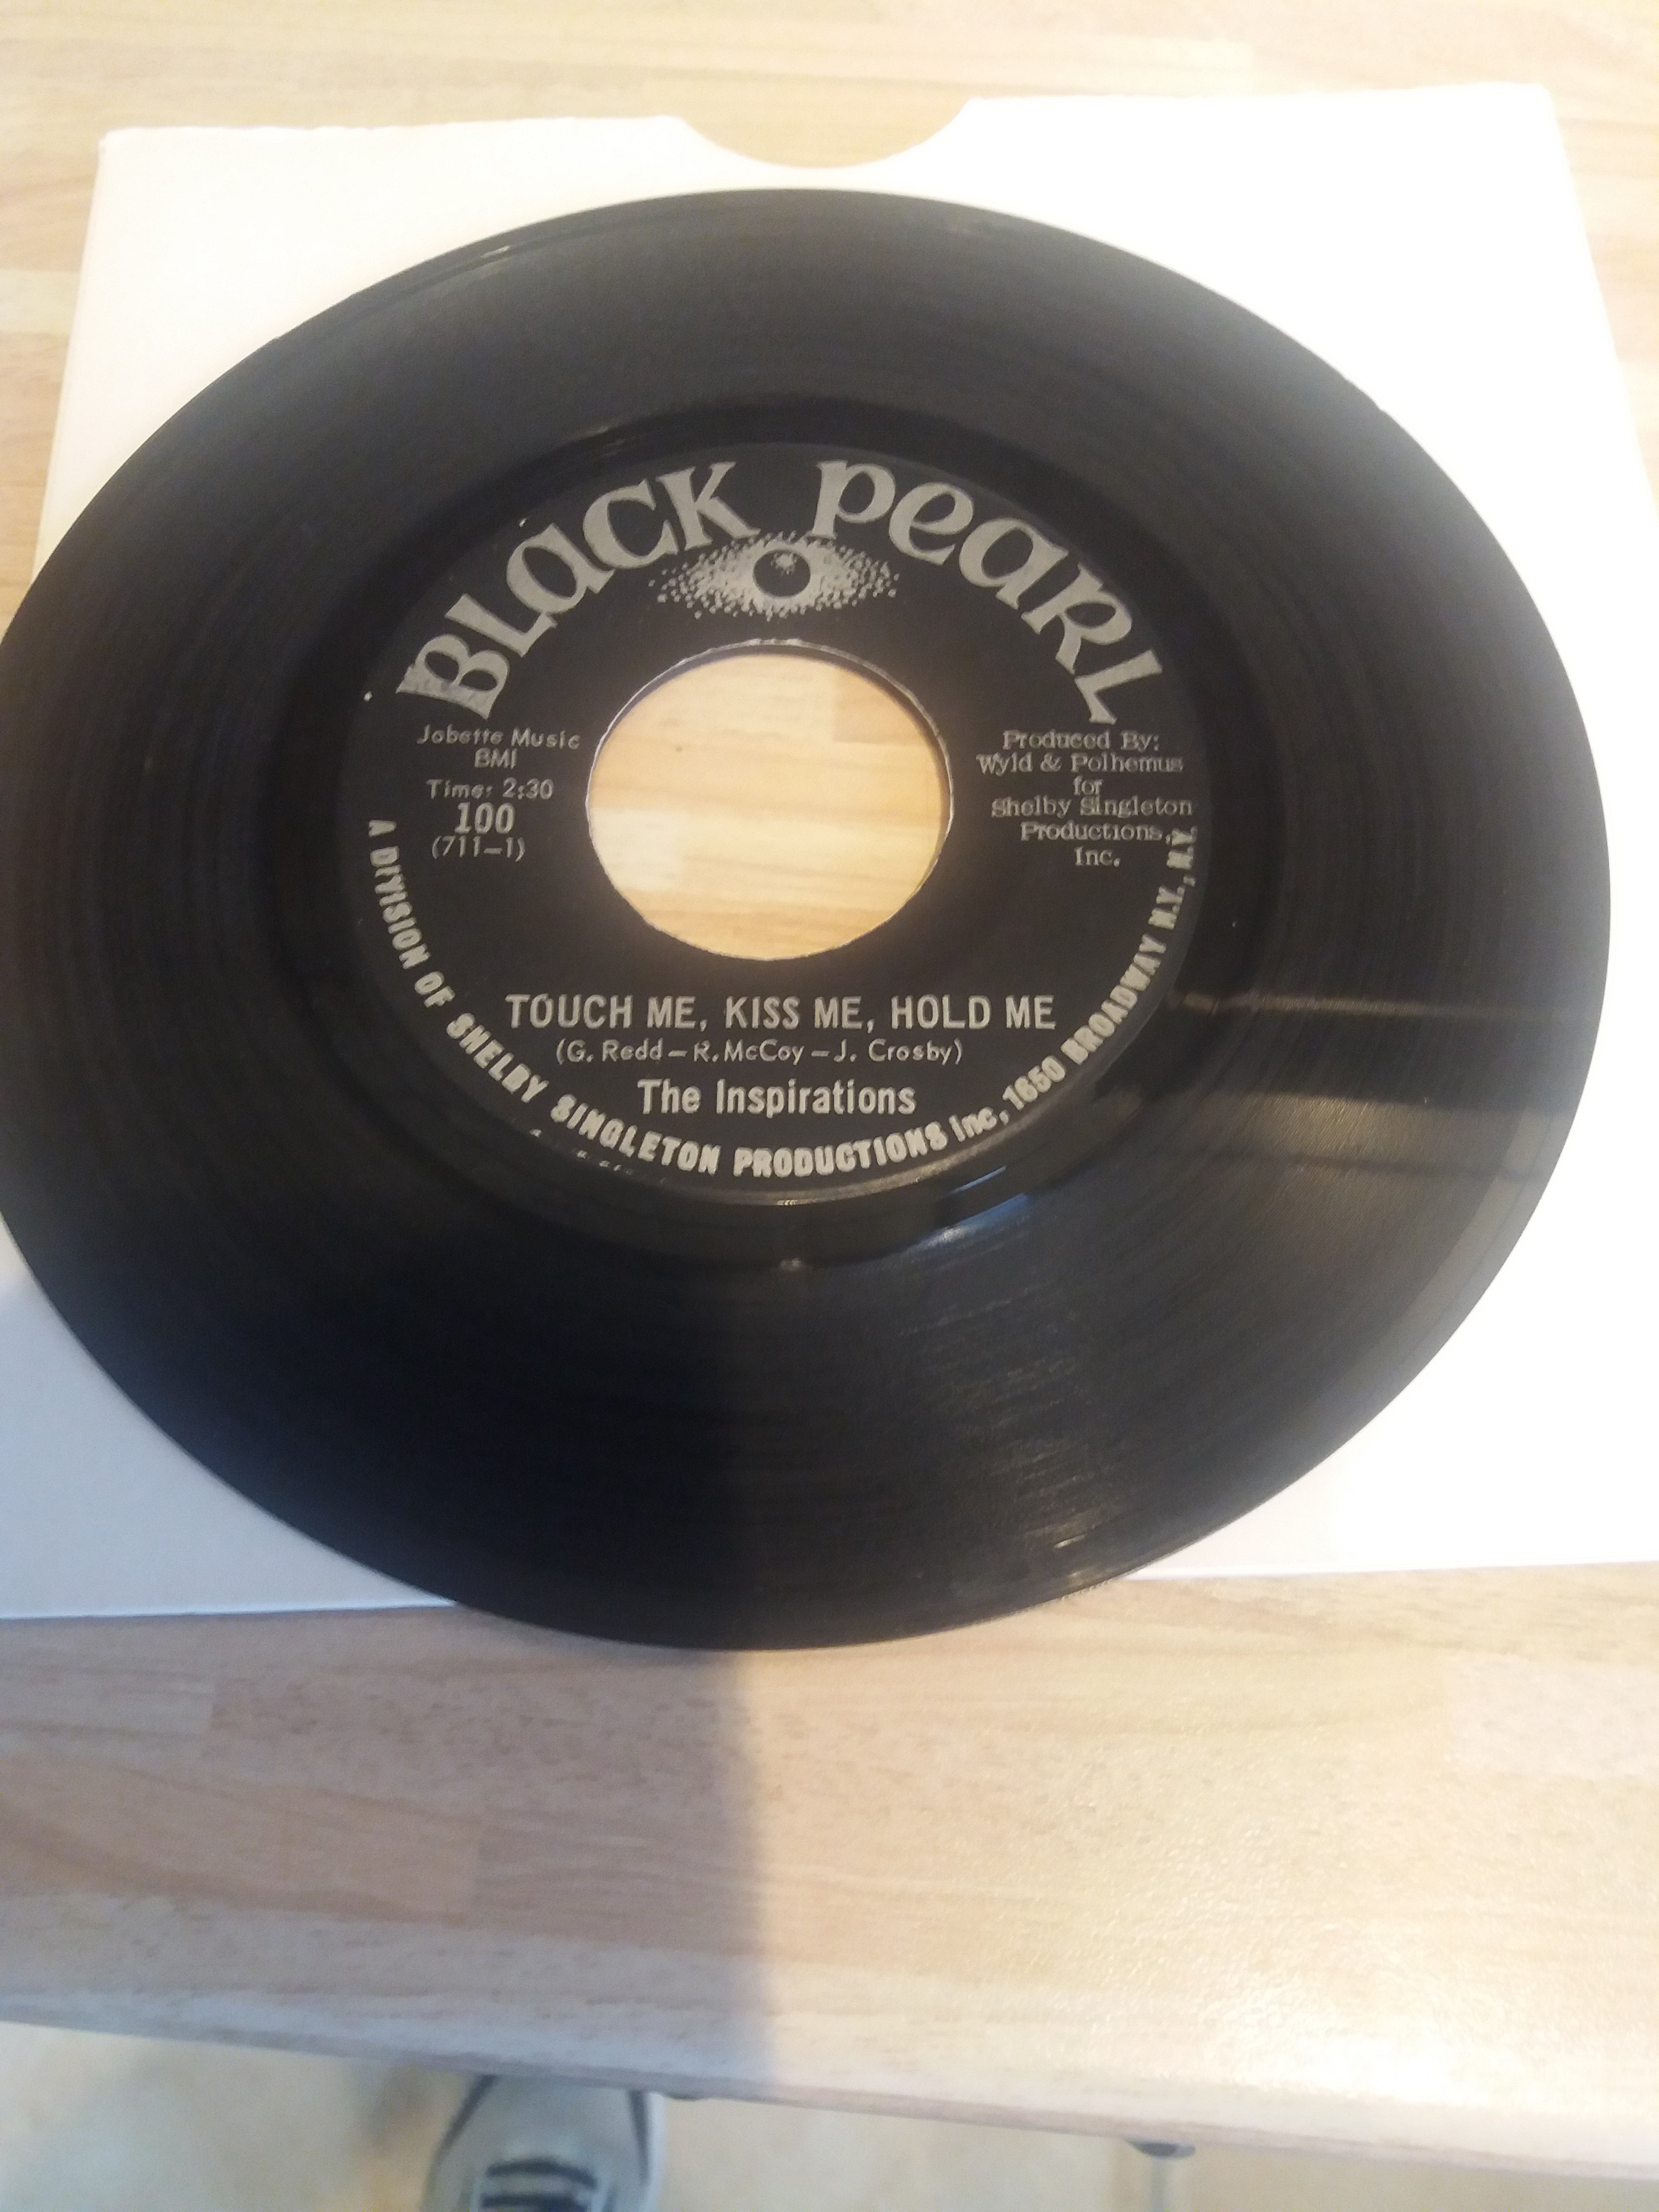 BLACK PEARL
Jobette Music
BMI
Time: 2:30
100
(711-1)
Produced By:
Wyld & Polhemus
for
Shelby Singleton
Productions,
Inc.
TOUCH ME, KISS ME, HOLD ME
(G. Redd - R. McCoy - J. Crosby)
The Inspirations
A DIVISION OF SHELBY SINGLETON PRODUCTIONS Inc, 1650 BROADWAY N.Y., N.Y.